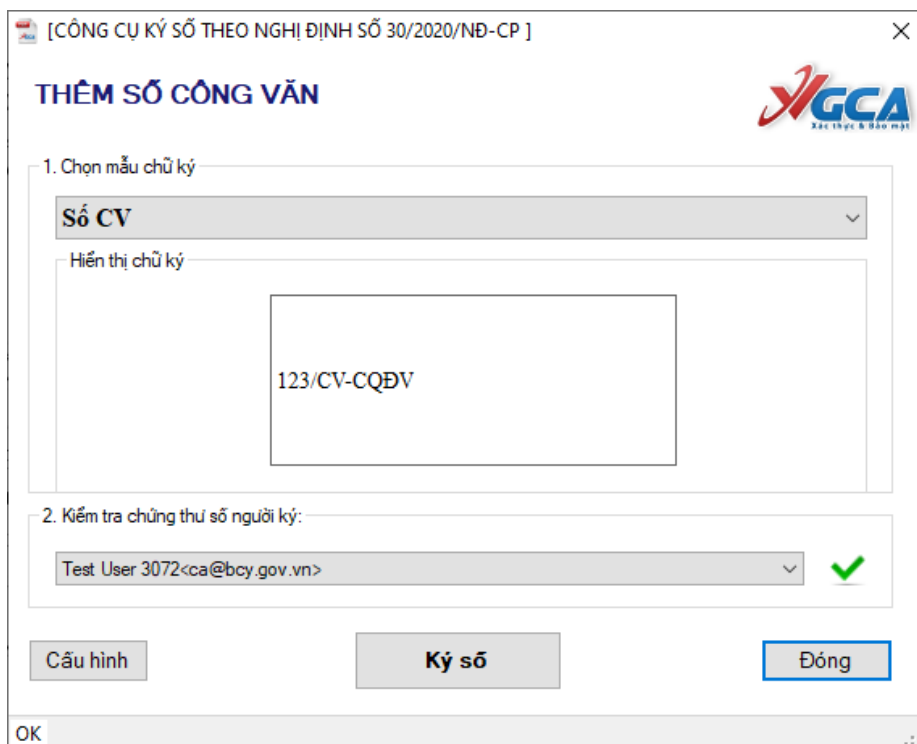 [CÔNG CỤ KÝ SỐ THEO NGHỊ ĐỊNH SỐ 30/2020/NĐ-CP ]
THÊM SỐ CÔNG VĂN
VGCA
Xác thực & Bảo mật
1. Chọn mẫu chữ ký
Số CV
Hiển thị chữ ký
123/CV-CQĐV
2. Kiểm tra chứng thư số người ký:
Test User 3072<ca@bcy.gov.vn>
Cấu hình
Ký số
Đóng
OK